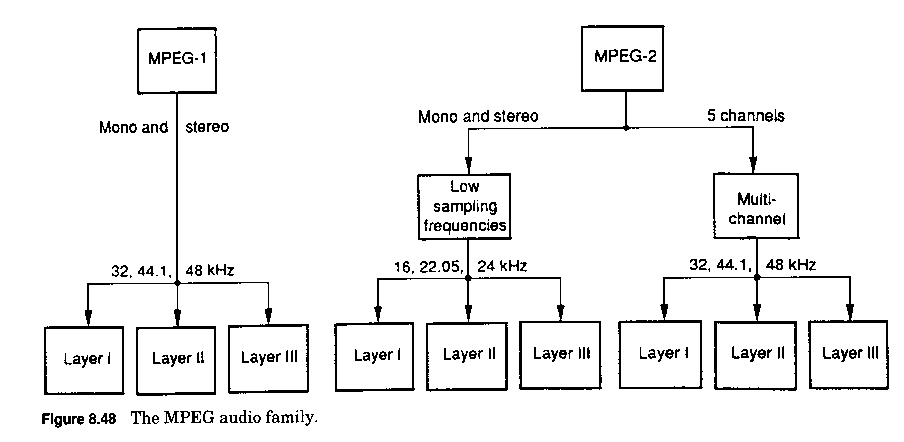 MPEG-1
MPEG-2
Mono and stereo
Mono and stereo
5 channels
Low
sampling
frequencies
Multi-
channel
32, 44.1, 48 kHz
16, 22.05, 24 kHz
32, 44.1, 48 kHz
Layer I
Layer II
Layer III
Layer I
Layer II
Layer III
Layer I
Layer II
Layer III
Figure 8.48 The MPEG audio family.